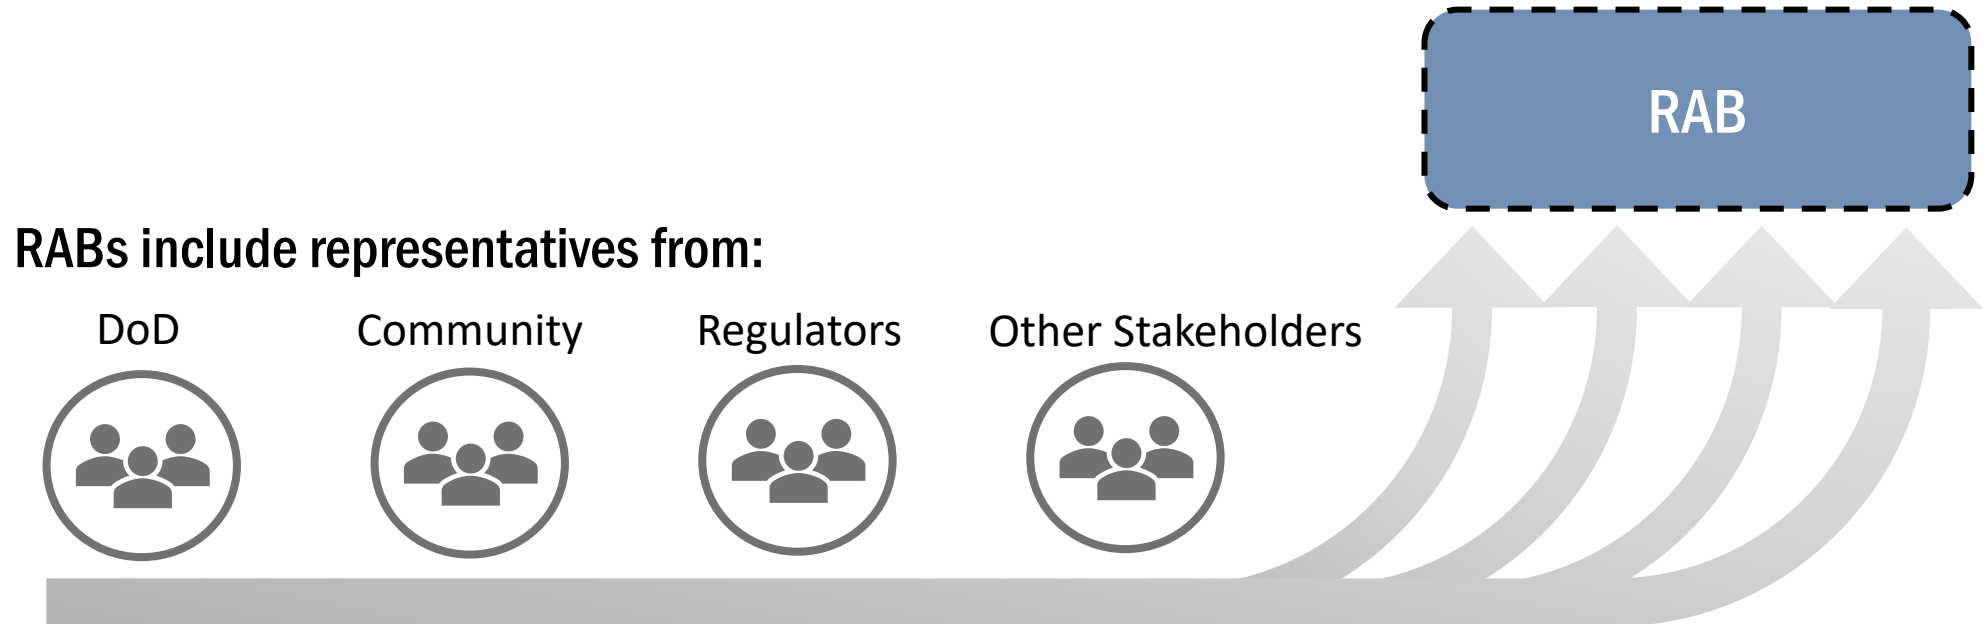 RAB
RABs include representatives from:
DoD
Community
Regulators
Other Stakeholders